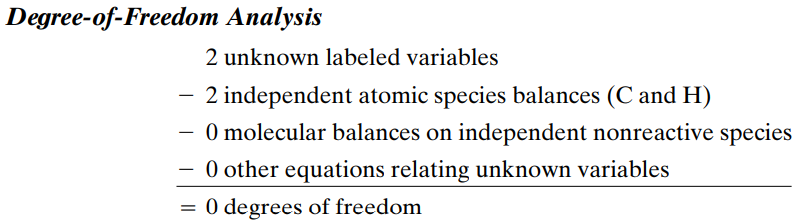 Degree-of-Freedom Analysis
2 unknown labeled variables
− 2 independent atomic species balances (C and H)
− 0 molecular balances on independent nonreactive species
− 0 other equations relating unknown variables
= 0 degrees of freedom